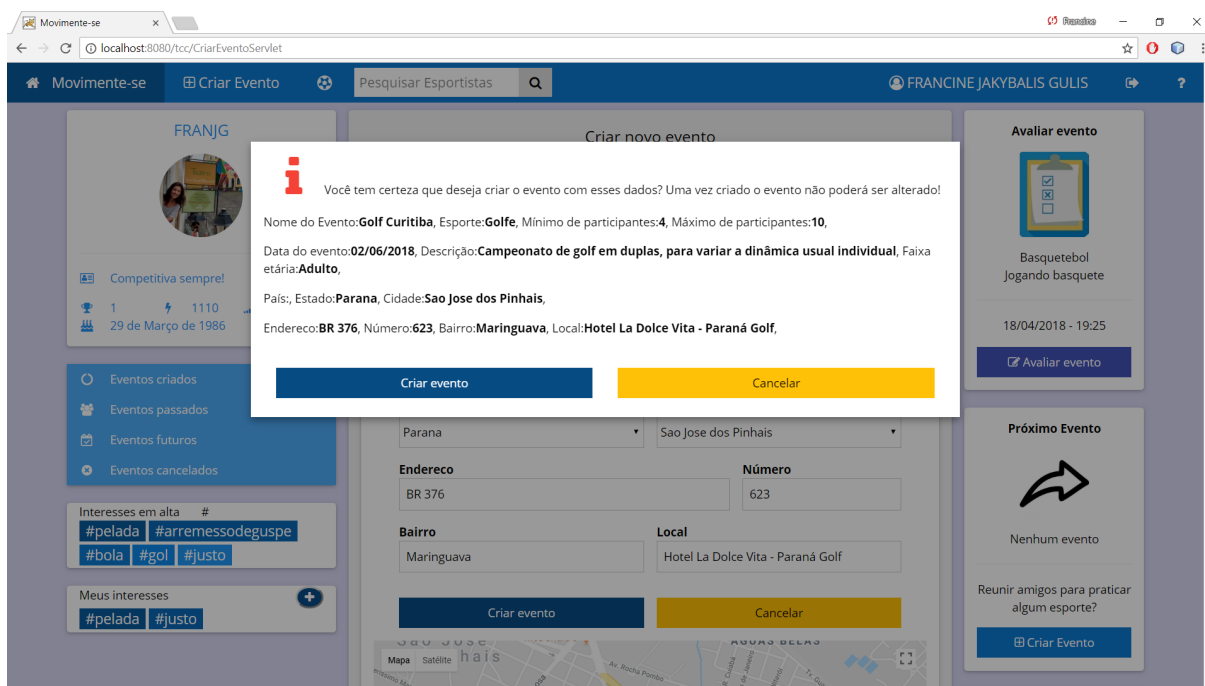 Movimente-se
Francine
localhost:8080/tcc/CriarEventoServlet
Movimente-se Criar Evento Pesquisar Esportistas FRANCINE JAKYBALIS GULIS ?
FRANJG
Competitiva sempre!
1 1110
29 de Março de 1986
Eventos criados
Eventos passados
Eventos futuros
Eventos cancelados
Interesses em alta #
#pelada #arremessodeguspe
#bola #gol #justo
Meus interesses
#pelada #justo
Criar novo evento
Você tem certeza que deseja criar o evento com esses dados? Uma vez criado o evento não poderá ser alterado!
Nome do Evento:Golf Curitiba, Esporte:Golfe, Mínimo de participantes:4, Máximo de participantes:10,
Data do evento:02/06/2018, Descrição:Campeonato de golf em duplas, para variar a dinâmica usual individual, Faixa
etária:Adulto,
País:, Estado:Parana, Cidade:Sao Jose dos Pinhais,
Endereco:BR 376, Número:623, Bairro:Maringuava, Local:Hotel La Dolce Vita - Paraná Golf,
Criar evento Cancelar
Parana Sao Jose dos Pinhais
Endereco Número
BR 376 623
Bairro Local
Maringuava Hotel La Dolce Vita - Paraná Golf
Criar evento Cancelar
Mapa Satélite
Av. Rocha Pombo
ÁGUAS BELAS
Avaliar evento
Basquetebol
Jogando basquete
18/04/2018 - 19:25
Avaliar evento
Próximo Evento
Nenhum evento
Reunir amigos para praticar
algum esporte?
Criar Evento